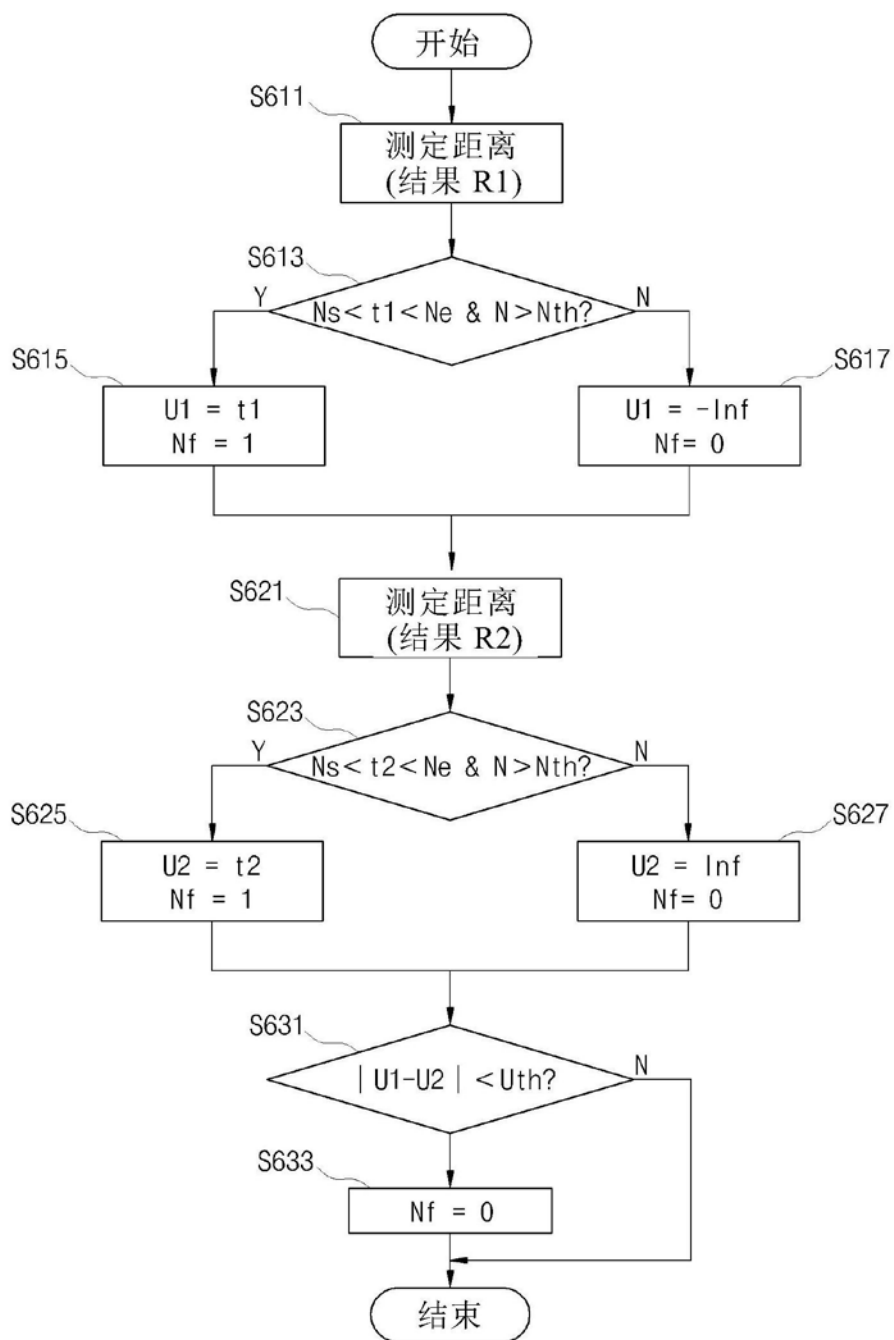 开始
S611
测定距离
(结果 R1)
S613
Y
Ns< t1<Ne & N>Nth?
N
S615
U1 = t1
Nf = 1
S617
U1 = -Inf
Nf= 0
S621
测定距离
(结果 R2)
S623
Y
Ns< t2<Ne & N>Nth?
N
S625
U2 = t2
Nf = 1
S627
U2 = Inf
Nf= 0
S631
| U1-U2 | <Uth?
N
S633
Nf = 0
结束